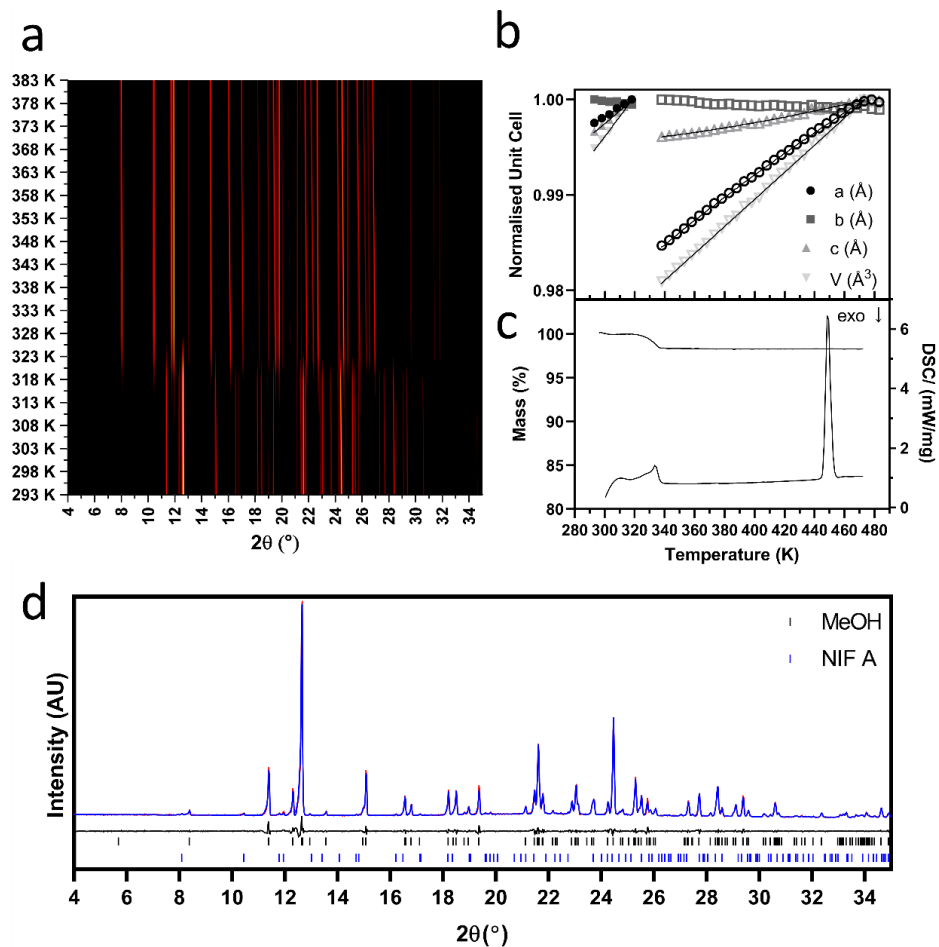 a
383 K
378 K
373 K
368 K
363 K
358 K
353 K
348 K
343 K
338 K
333 K
328 K
323 K
318 K
313 K
308 K
303 K
298 K
293 K
4 6 8 10 12 14 16 18 20 22 24 26 28 30 32 34
2θ (°)
b
Normalised Unit Cell
1.00
0.99
0.98
a (Å)
b (Å)
c (Å)
V (Å³)
c
exo ↓
Mass (%)
100
95
90
85
80
6
4
2
0
DSC/ (mW/mg)
280 300 320 340 360 380 400 420 440 460 480
Temperature (K)
d
MeOH
NIF A
Intensity (AU)
4 6 8 10 12 14 16 18 20 22 24 26 28 30 32 34
2θ(°)